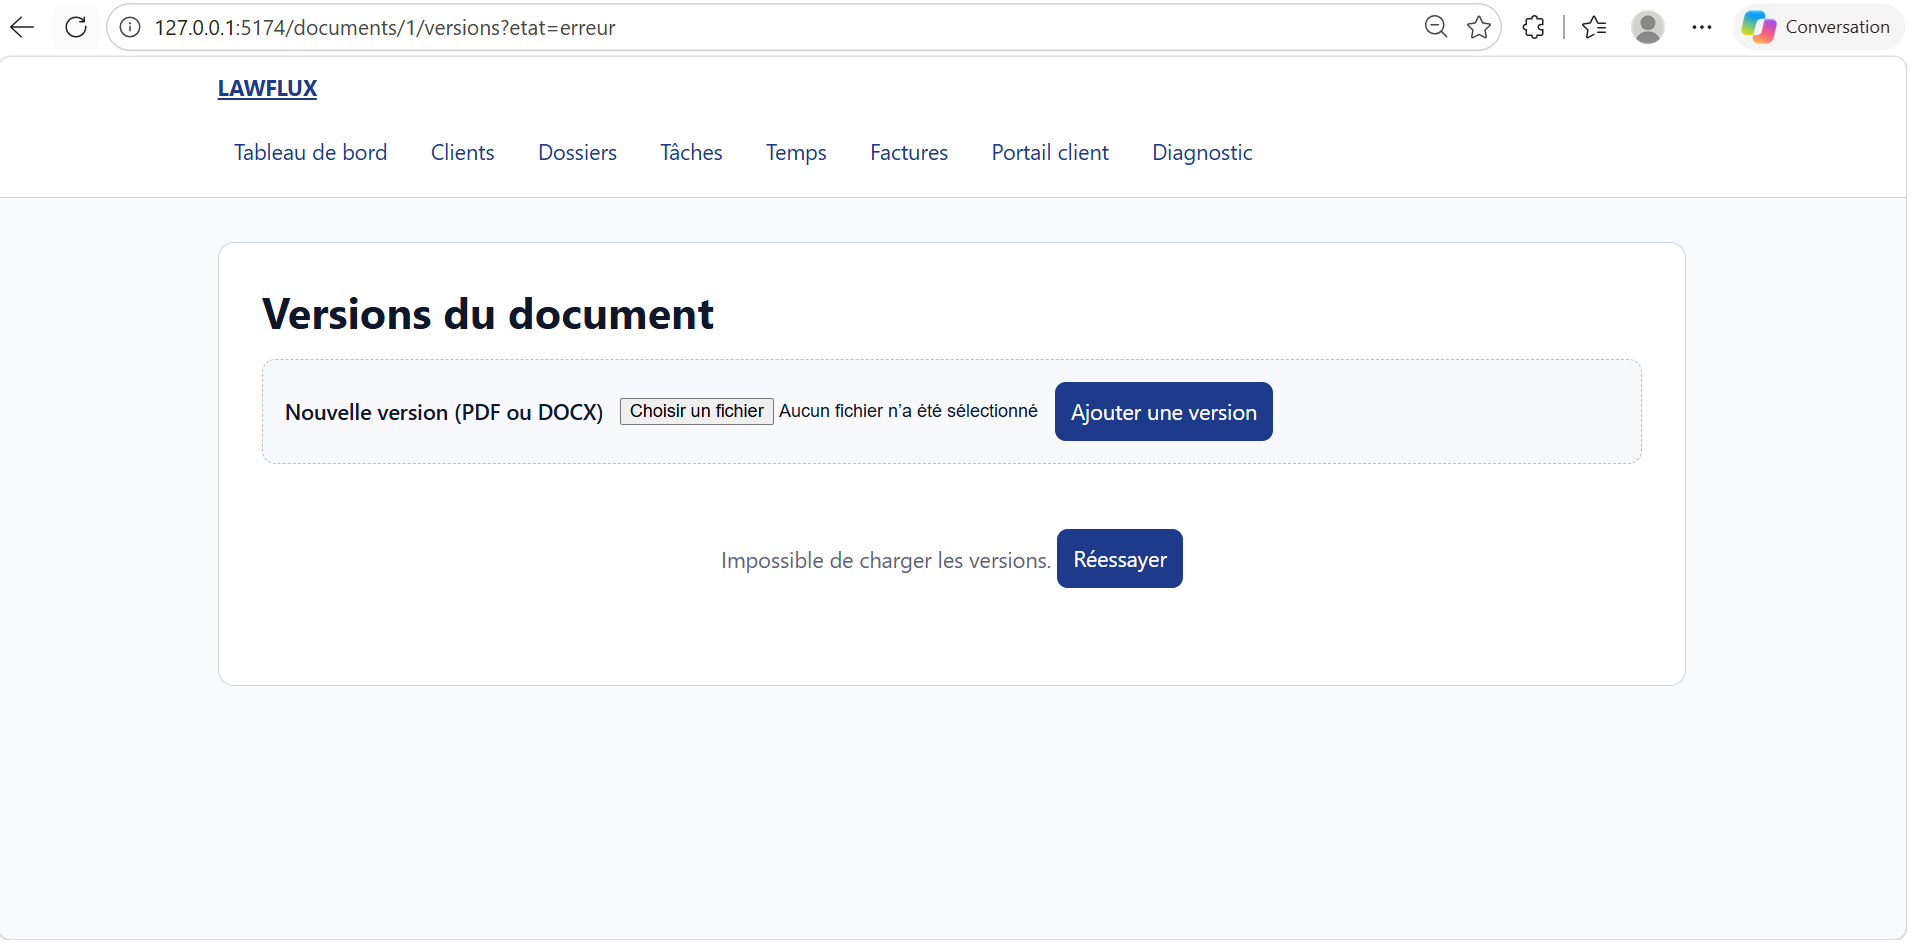 127.0.0.1:5174/documents/1/versions?etat=erreur
Conversation
LAWFLUX
Tableau de bord Clients Dossiers Tâches Temps Factures Portail client Diagnostic
Versions du document
Nouvelle version (PDF ou DOCX) Choisir un fichier Aucun fichier n’a été sélectionné Ajouter une version
Impossible de charger les versions. Réessayer